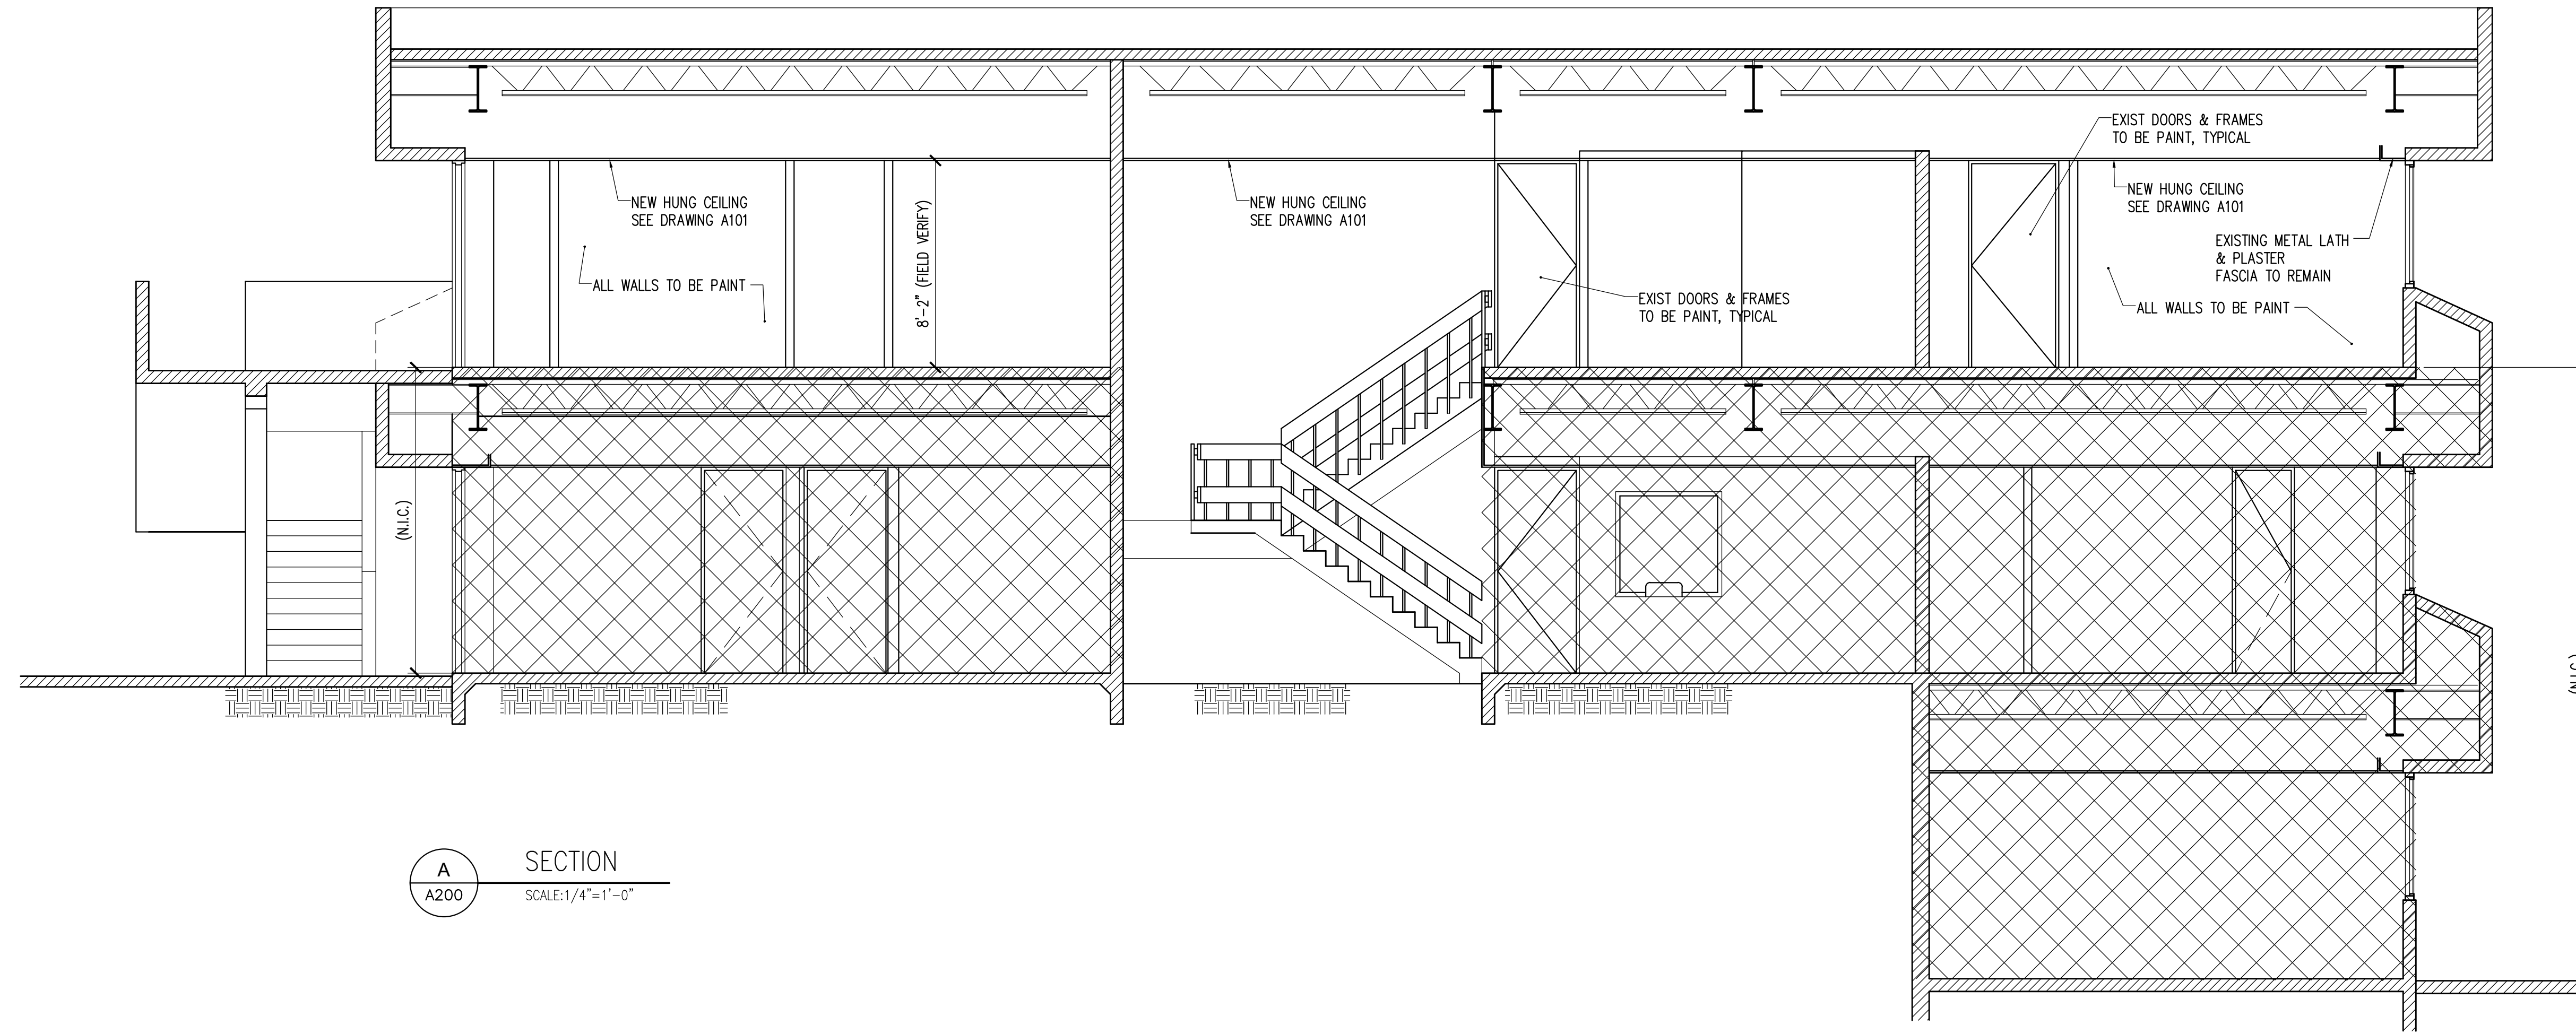 EXIST DOORS & FRAMES
TO BE PAINT, TYPICAL
NEW HUNG CEILING
SEE DRAWING A101
NEW HUNG CEILING
SEE DRAWING A101
NEW HUNG CEILING
SEE DRAWING A101
8'-2" (FIELD VERIFY)
EXISTING METAL LATH
& PLASTER
FASCIA TO REMAIN
ALL WALLS TO BE PAINT
EXIST DOORS & FRAMES
TO BE PAINT, TYPICAL
ALL WALLS TO BE PAINT
(N.I.C.)
(N.I.C.)
A
A200
SECTION
SCALE:1/4"=1'-0"